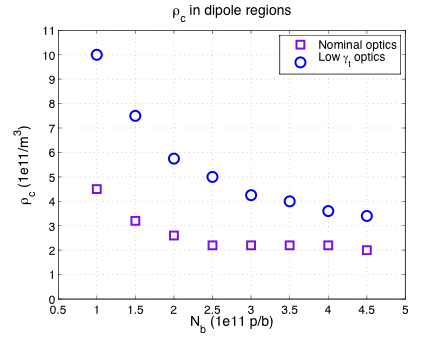 ρc in dipole regions
Nominal optics
Low γt optics
ρc (1e11/m³)
11
10
9
8
7
6
5
4
3
2
1
0
0.5 1 1.5 2 2.5 3 3.5 4 4.5 5
Nb (1e11 p/b)